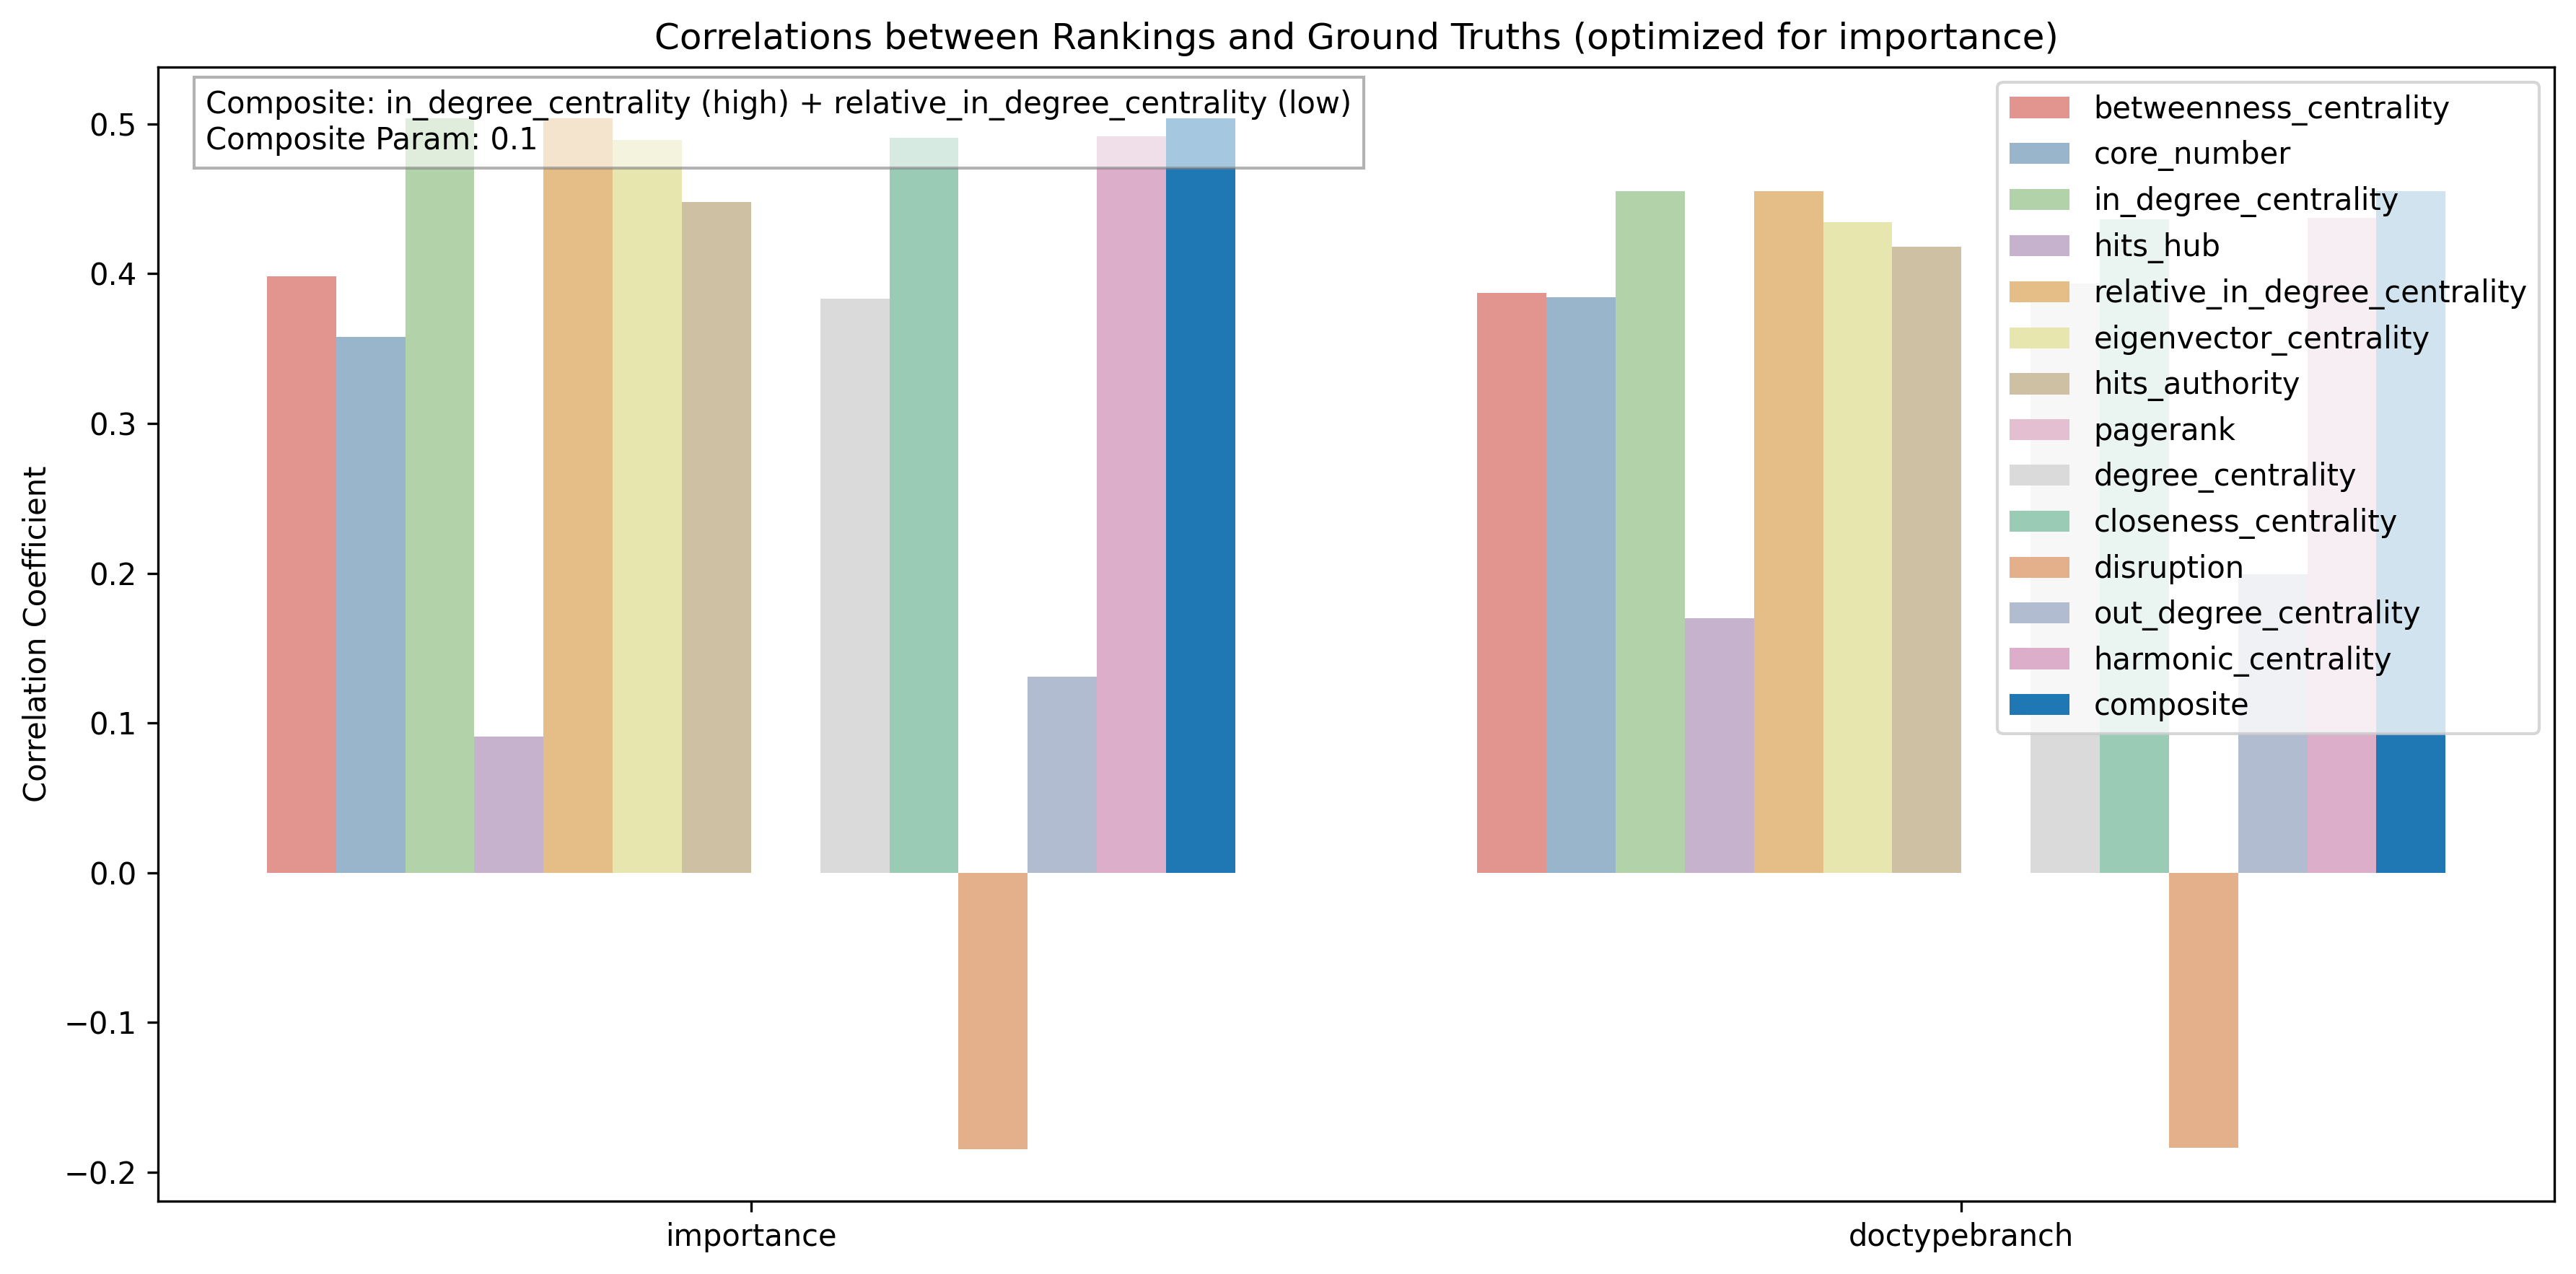 Correlations between Rankings and Ground Truths (optimized for importance)
Composite: in_degree_centrality (high) + relative_in_degree_centrality (low)
Composite Param: 0.1
Correlation Coefficient
0.5
0.4
0.3
0.2
0.1
0.0
−0.1
−0.2
importance
doctypebranch
betweenness_centrality
core_number
in_degree_centrality
hits_hub
relative_in_degree_centrality
eigenvector_centrality
hits_authority
pagerank
degree_centrality
closeness_centrality
disruption
out_degree_centrality
harmonic_centrality
composite